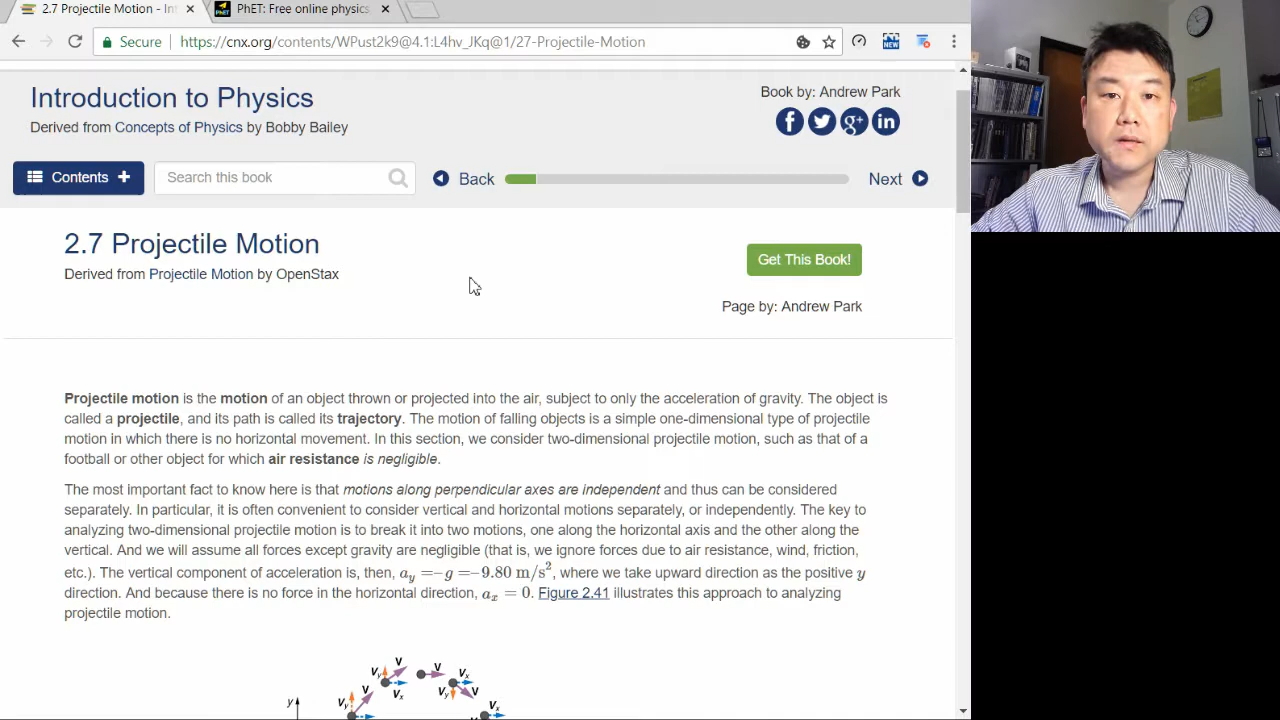 2.7 Projectile Motion - In
PhET: Free online physics
Secure
https://cnx.org/contents/WPust2k9@4.1:L4hv_JKq@1/27-Projectile-Motion
NEW
Introduction to Physics
Book by: Andrew Park
Derived from Concepts of Physics by Bobby Bailey
Contents +
Search this book
Back
Next
2.7 Projectile Motion
Get This Book!
Derived from Projectile Motion by OpenStax
Page by: Andrew Park
Projectile motion is the motion of an object thrown or projected into the air, subject to only the acceleration of gravity. The object is
called a projectile, and its path is called its trajectory. The motion of falling objects is a simple one-dimensional type of projectile
motion in which there is no horizontal movement. In this section, we consider two-dimensional projectile motion, such as that of a
football or other object for which air resistance is negligible.
The most important fact to know here is that motions along perpendicular axes are independent and thus can be considered
separately. In particular, it is often convenient to consider vertical and horizontal motions separately, or independently. The key to
analyzing two-dimensional projectile motion is to break it into two motions, one along the horizontal axis and the other along the
vertical. And we will assume all forces except gravity are negligible (that is, we ignore forces due to air resistance, wind, friction,
etc.). The vertical component of acceleration is, then, a_y =−g =−9.80 m/s², where we take upward direction as the positive y
direction. And because there is no force in the horizontal direction, a_x = 0. Figure 2.41 illustrates this approach to analyzing
projectile motion.
v
v_y
v_x
v
v_x
v_y
v
v
v_y
v_x
y